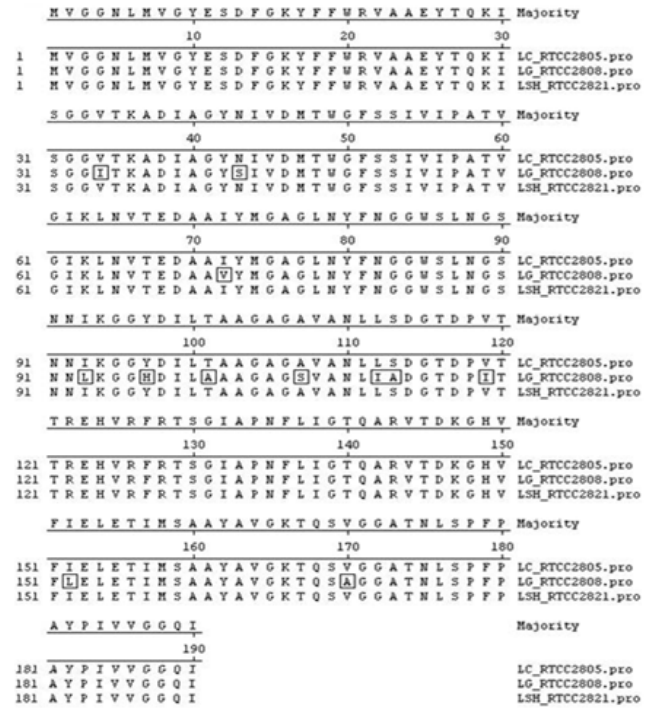 M V G G N L M V G Y E S D F G K Y F F W R V A A E Y T Q K I Majority
10 20 30
1 M V G G N L M V G Y E S D F G K Y F F W R V A A E Y T Q K I LC_RTCC2805.pro
1 M V G G N L M V G Y E S D F G K Y F F W R V A A E Y T Q K I LG_RTCC2808.pro
1 M V G G N L M V G Y E S D F G K Y F F W R V A A E Y T Q K I LSH_RTCC2821.pro
S G G V T K A D I A G Y N I V D M T W G F S S I V I P A T V Majority
40 50 60
31 S G G V T K A D I A G Y N I V D M T W G F S S I V I P A T V LC_RTCC2805.pro
31 S G G I T K A D I A G Y S I V D M T W G F S S I V I P A T V LG_RTCC2808.pro
31 S G G V T K A D I A G Y N I V D M T W G F S S I V I P A T V LSH_RTCC2821.pro
G I K L N V T E D A A I Y M G A G L N Y F N G G W S L N G S Majority
70 80 90
61 G I K L N V T E D A A I Y M G A G L N Y F N G G W S L N G S LC_RTCC2805.pro
61 G I K L N V T E D A A V Y M G A G L N Y F N G G W S L N G S LG_RTCC2808.pro
61 G I K L N V T E D A A I Y M G A G L N Y F N G G W S L N G S LSH_RTCC2821.pro
N N I K G G Y D I L T A A G A G A V A N L L S D G T D P V T Majority
100 110 120
91 N N I K G G Y D I L T A A G A G A V A N L L S D G T D P V T LC_RTCC2805.pro
91 N N L K G G H D I L A A A G A G S V A N L I A D G T D P I T LG_RTCC2808.pro
91 N N I K G G Y D I L T A A G A G A V A N L L S D G T D P V T LSH_RTCC2821.pro
T R E H V R F R T S G I A P N F L I G T Q A R V T D K G H V Majority
130 140 150
121 T R E H V R F R T S G I A P N F L I G T Q A R V T D K G H V LC_RTCC2805.pro
121 T R E H V R F R T S G I A P N F L I G T Q A R V T D K G H V LG_RTCC2808.pro
121 T R E H V R F R T S G I A P N F L I G T Q A R V T D K G H V LSH_RTCC2821.pro
F I E L E T I M S A A Y A V G K T Q S V G G A T N L S P F P Majority
160 170 180
151 F I E L E T I M S A A Y A V G K T Q S V G G A T N L S P F P LC_RTCC2805.pro
151 F L E L E T I M S A A Y A V G K T Q S A G G A T N L S P F P LG_RTCC2808.pro
151 F I E L E T I M S A A Y A V G K T Q S V G G A T N L S P F P LSH_RTCC2821.pro
A Y P I V V G G Q I Majority
190
181 A Y P I V V G G Q I LC_RTCC2805.pro
181 A Y P I V V G G Q I LG_RTCC2808.pro
181 A Y P I V V G G Q I LSH_RTCC2821.pro